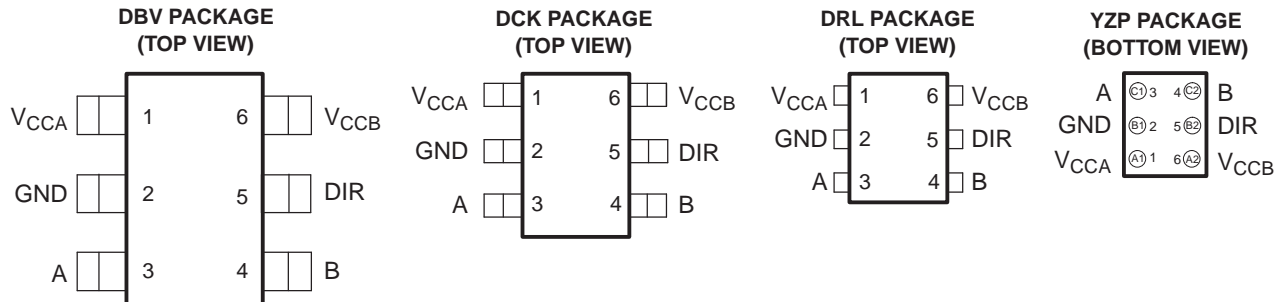 DBV PACKAGE
(TOP VIEW)
VCCA 1 6 VCCB
GND 2 5 DIR
A 3 4 B
DCK PACKAGE
(TOP VIEW)
VCCA 1 6 VCCB
GND 2 5 DIR
A 3 4 B
DRL PACKAGE
(TOP VIEW)
VCCA 1 6 VCCB
GND 2 5 DIR
A 3 4 B
YZP PACKAGE
(BOTTOM VIEW)
A C1 3 4 C2 B
GND B1 2 5 B2 DIR
VCCA A1 1 6 A2 VCCB